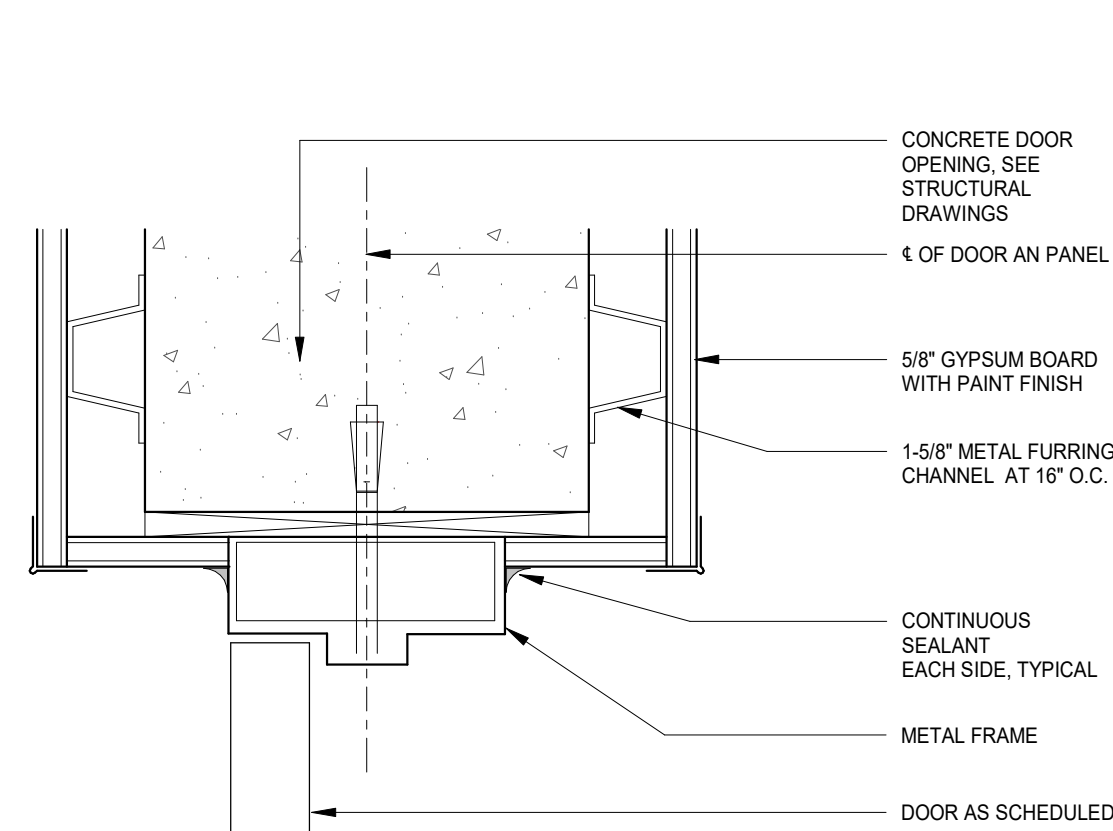 CONCRETE DOOR
OPENING, SEE
STRUCTURAL
DRAWINGS
℄ OF DOOR AN PANEL
5/8" GYPSUM BOARD
WITH PAINT FINISH
1-5/8" METAL FURRING
CHANNEL AT 16" O.C.
CONTINUOUS
SEALANT
EACH SIDE, TYPICAL
METAL FRAME
DOOR AS SCHEDULED